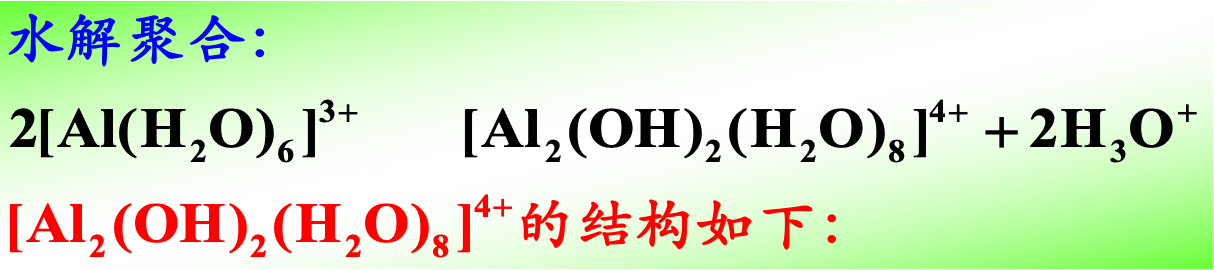 水解聚合：
2[Al(H₂O)₆]³⁺ [Al₂(OH)₂(H₂O)₈]⁴⁺ + 2H₃O⁺
[Al₂(OH)₂(H₂O)₈]⁴⁺的结构如下：